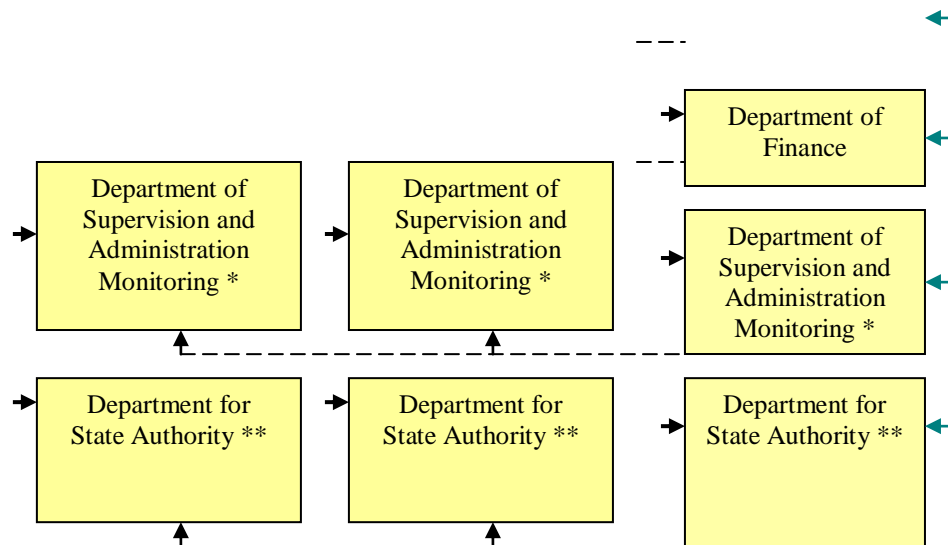 Department of
Finance
Department of
Supervision and
Administration
Monitoring *
Department of
Supervision and
Administration
Monitoring *
Department of
Supervision and
Administration
Monitoring *
Department for
State Authority **
Department for
State Authority **
Department for
State Authority **